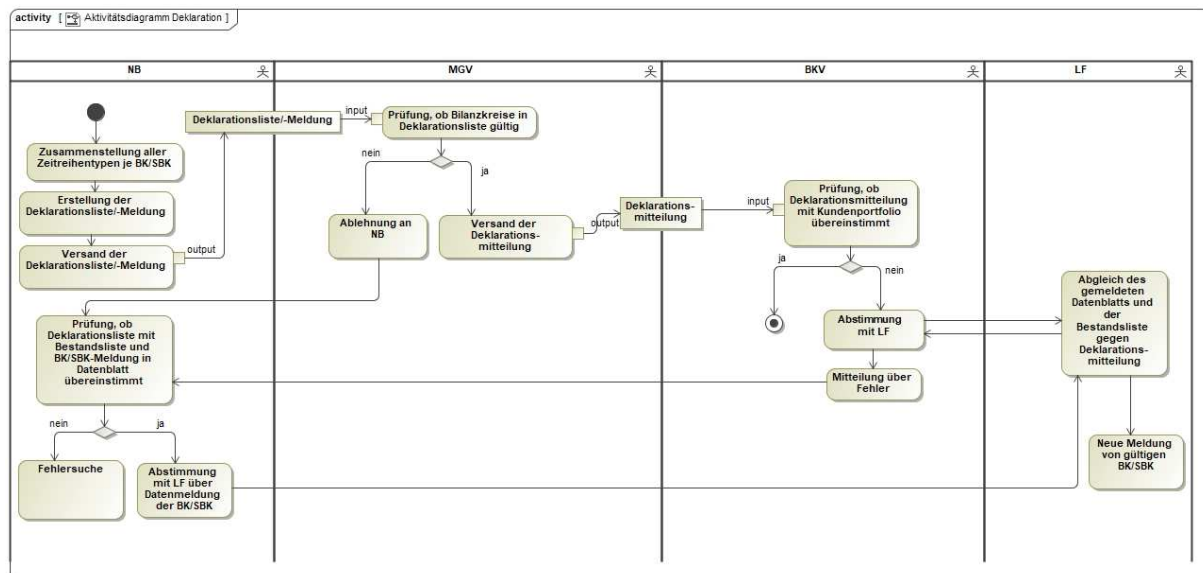 activity [ Aktivitätsdiagramm Deklaration ]
NB
MGV
BKV
LF
Zusammenstellung aller
Zeitreihentypen je BK/SBK
Erstellung der
Deklarationsliste/-Meldung
Versand der
Deklarationsliste/-Meldung
output
Deklarationsliste/-Meldung
input
Prüfung, ob Bilanzkreise in
Deklarationsliste gültig
nein
ja
Ablehnung an
NB
Versand der
Deklarations-
mitteilung
output
Deklarations-
mitteilung
input
Prüfung, ob
Deklarationsmitteilung
mit Kundenportfolio
übereinstimmt
ja
nein
Abstimmung
mit LF
Mitteilung über
Fehler
Abgleich des
gemeldeten
Datenblatts und
der
Bestandsliste
gegen
Deklarations-
mitteilung
Neue Meldung
von gültigen
BK/SBK
Prüfung, ob
Deklarationsliste mit
Bestandsliste und
BK/SBK-Meldung in
Datenblatt
übereinstimmt
nein
ja
Fehlersuche
Abstimmung
mit LF über
Datenmeldung
der BK/SBK